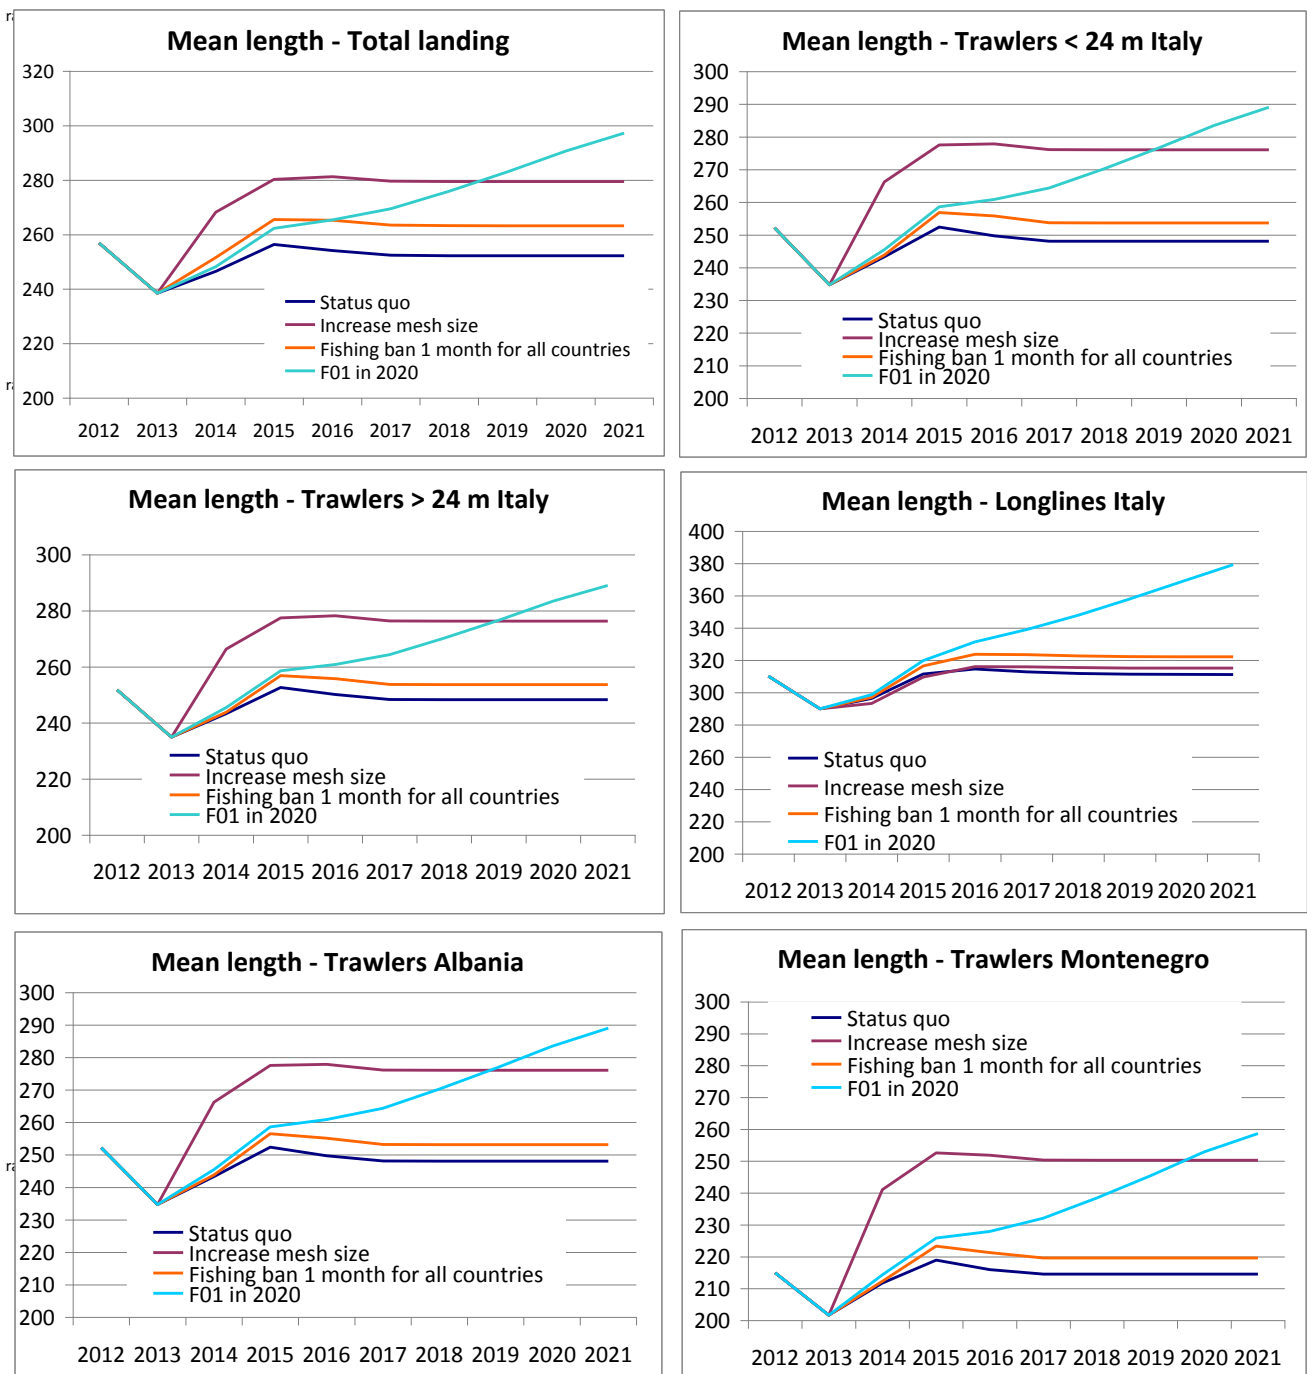 ra
Mean length - Total landing
320
300
280
260
240
220
200
2012 2013 2014 2015 2016 2017 2018 2019 2020 2021
Status quo
Increase mesh size
Fishing ban 1 month for all countries
F01 in 2020
Mean length - Trawlers < 24 m Italy
300
290
280
270
260
250
240
230
220
210
200
2012 2013 2014 2015 2016 2017 2018 2019 2020 2021
Status quo
Increase mesh size
Fishing ban 1 month for all countries
F01 in 2020
ra
Mean length - Trawlers > 24 m Italy
300
280
260
240
220
200
2012 2013 2014 2015 2016 2017 2018 2019 2020 2021
Status quo
Increase mesh size
Fishing ban 1 month for all countries
F01 in 2020
Mean length - Longlines Italy
400
380
360
340
320
300
280
260
240
220
200
2012 2013 2014 2015 2016 2017 2018 2019 2020 2021
Status quo
Increase mesh size
Fishing ban 1 month for all countries
F01 in 2020
Mean length - Trawlers Albania
300
290
280
270
260
250
240
230
220
210
200
2012 2013 2014 2015 2016 2017 2018 2019 2020 2021
Status quo
Increase mesh size
Fishing ban 1 month for all countries
F01 in 2020
ra
Mean length - Trawlers Montenegro
300
290
280
270
260
250
240
230
220
210
200
2012 2013 2014 2015 2016 2017 2018 2019 2020 2021
Status quo
Increase mesh size
Fishing ban 1 month for all countries
F01 in 2020